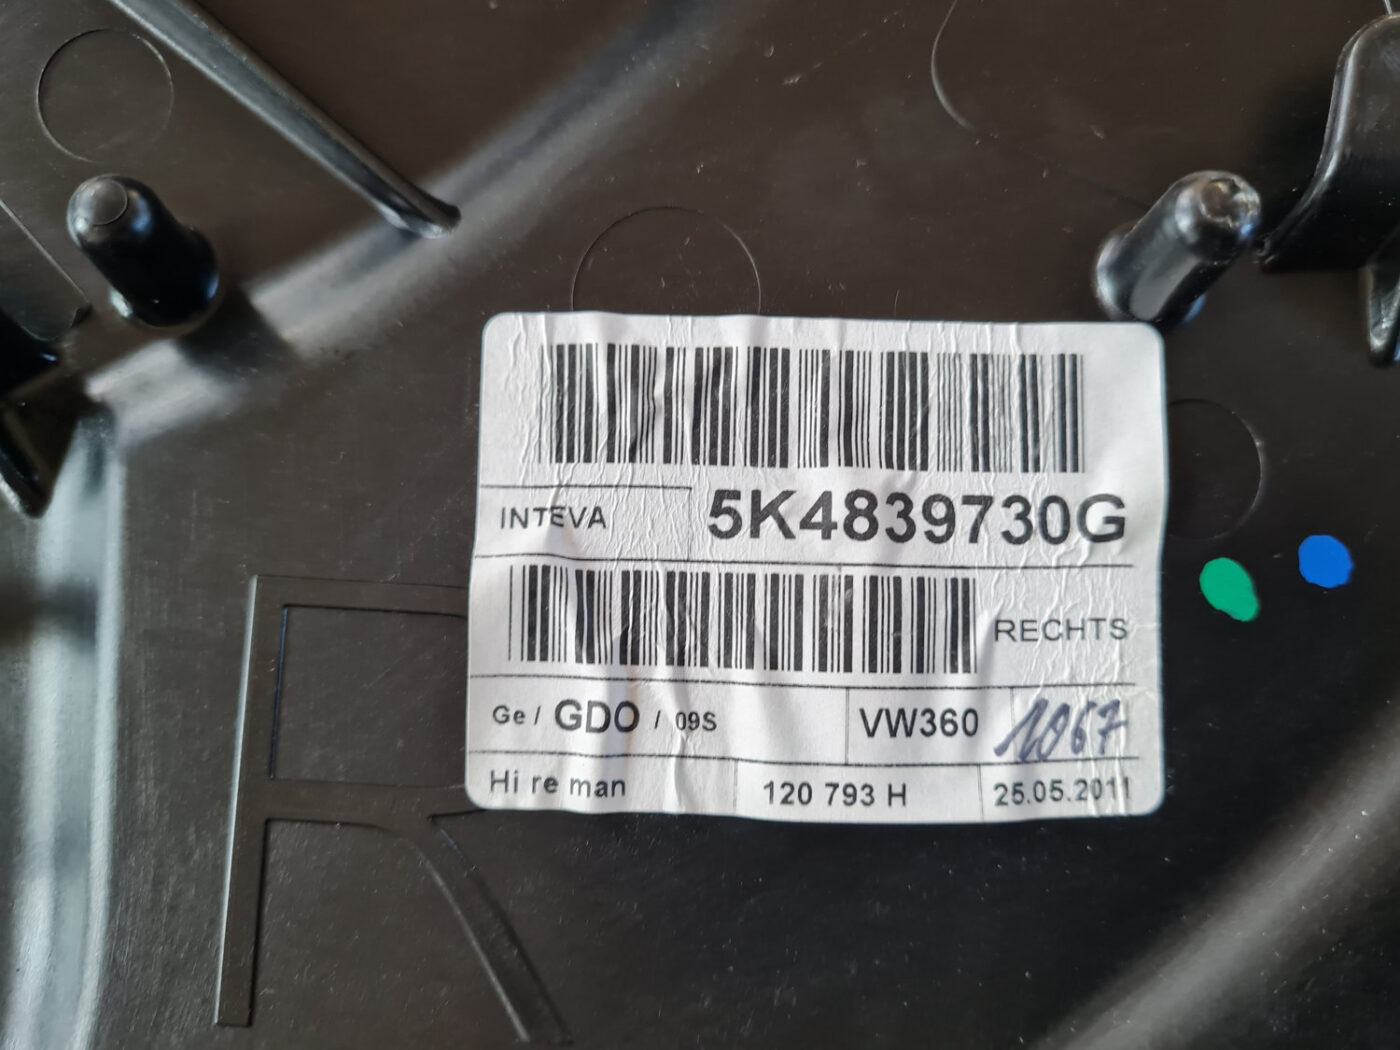 INTEVA 5K4839730G
RECHTS
Ge / GDO / 09S VW360 1067
Hi re man 120 793 H 25.05.2011
R